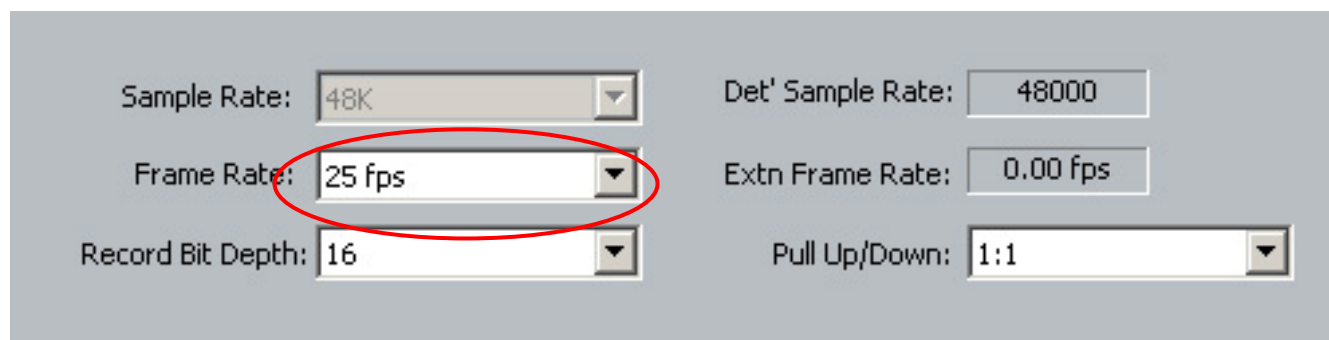 Sample Rate: 48K Det' Sample Rate: 48000
Frame Rate: 25 fps Extn Frame Rate: 0.00 fps
Record Bit Depth: 16 Pull Up/Down: 1:1